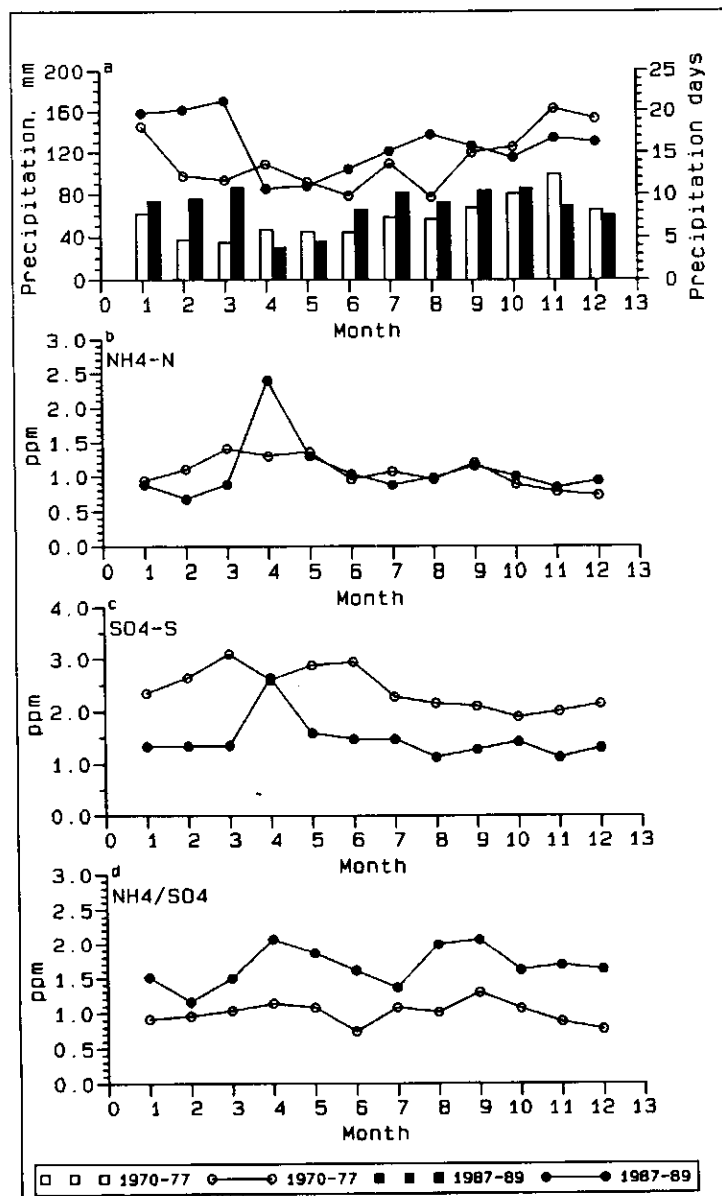 a
Precipitation, mm
200
160
120
80
40
0
Precipitation days
25
20
15
10
5
0
0 1 2 3 4 5 6 7 8 9 10 11 12 13
Month
b
NH4-N
ppm
3.0
2.5
2.0
1.5
1.0
0.5
0.0
0 1 2 3 4 5 6 7 8 9 10 11 12 13
Month
c
SO4-S
ppm
4.0
3.0
2.0
1.0
0.0
0 1 2 3 4 5 6 7 8 9 10 11 12 13
Month
d
NH4/SO4
ppm
3.0
2.5
2.0
1.5
1.0
0.5
0.0
0 1 2 3 4 5 6 7 8 9 10 11 12 13
Month
1970-77 1970-77 1987-89 1987-89